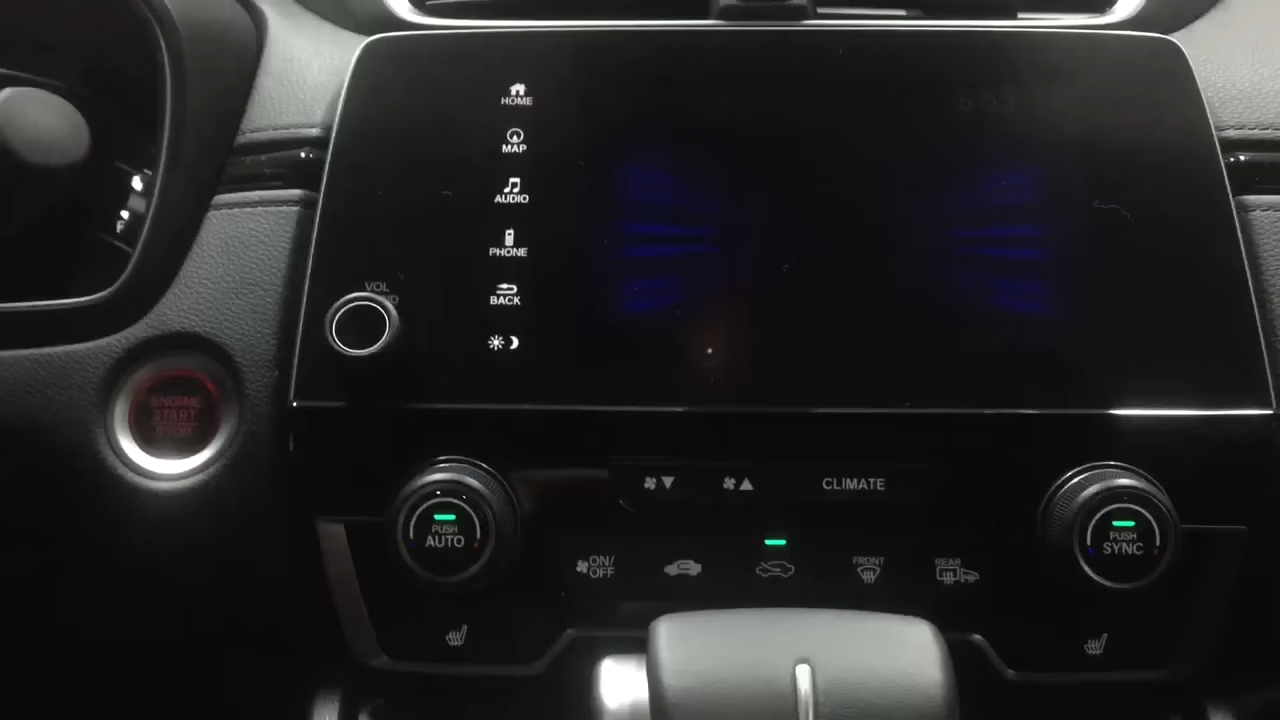 HOME
MAP
AUDIO
PHONE
BACK
VOL
ENGINE
START
STOP
F
CLIMATE
PUSH
AUTO
ON/
OFF
FRONT
REAR
PUSH
SYNC